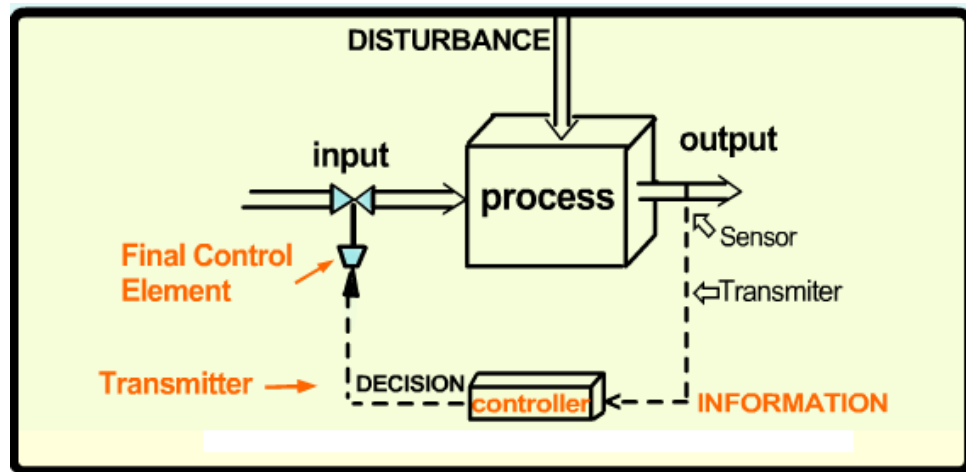 DISTURBANCE
input
output
process
Sensor
Final Control
Element
Transmiter
Transmitter
DECISION
controller
INFORMATION